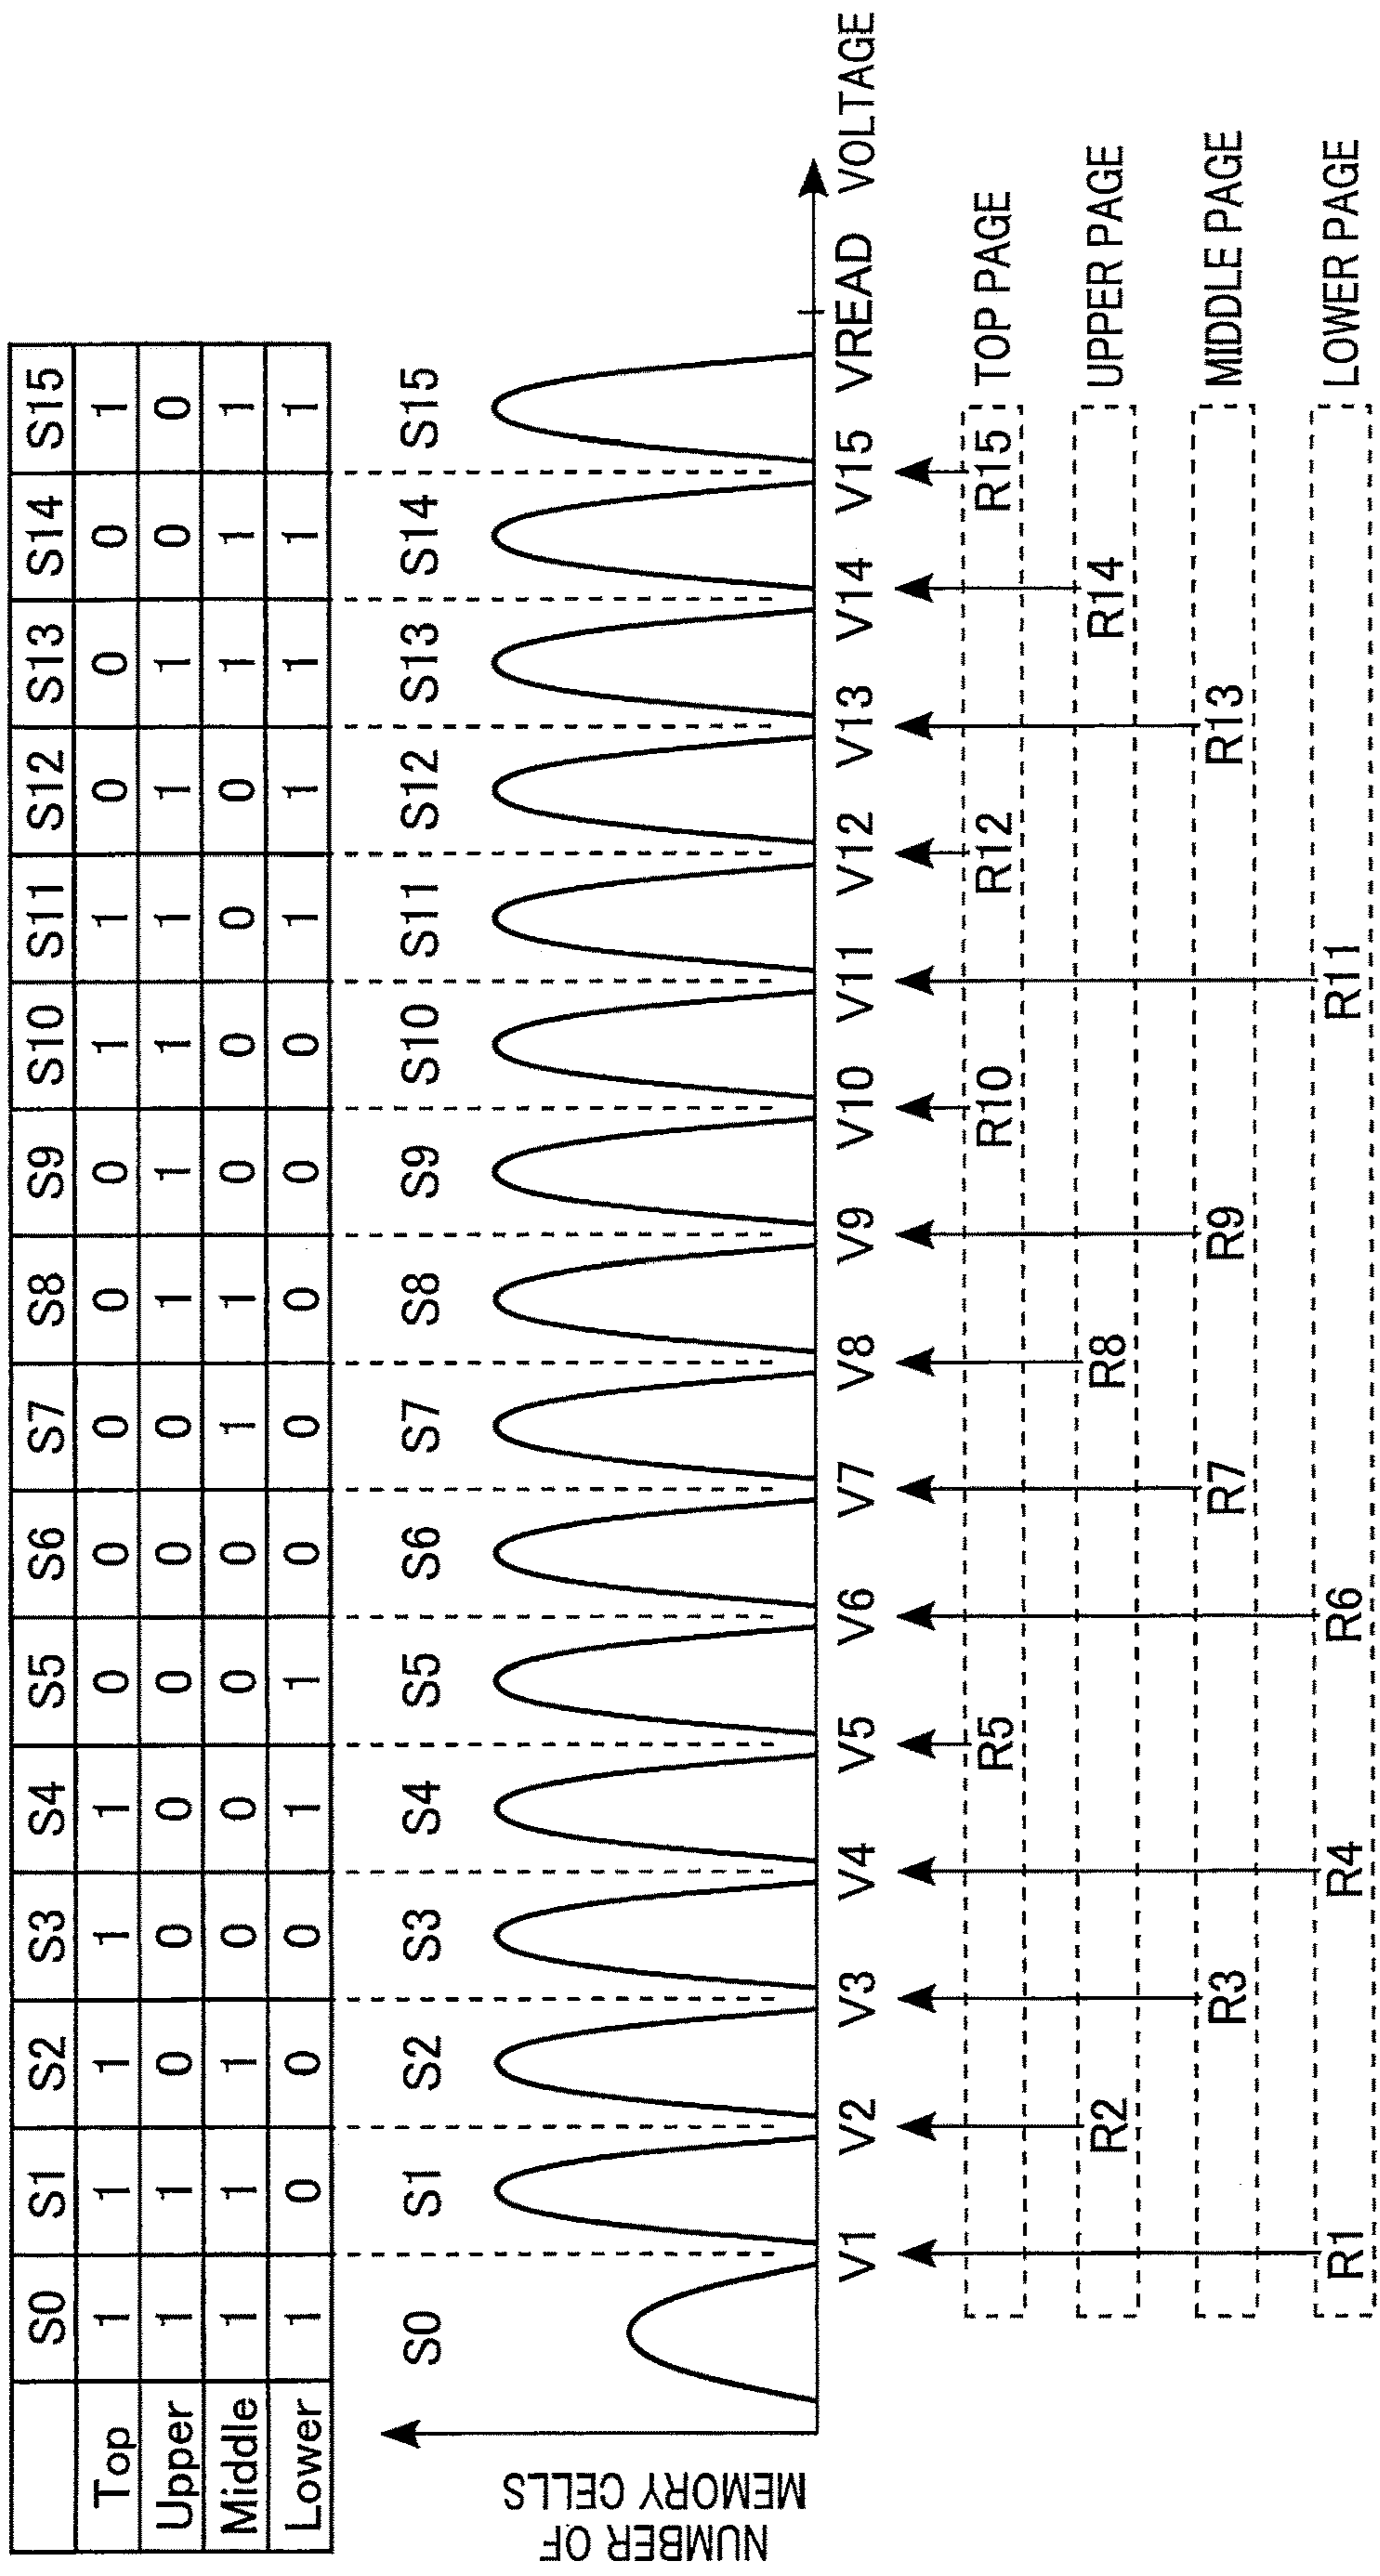 S0 S1 S2 S3 S4 S5 S6 S7 S8 S9 S10 S11 S12 S13 S14 S15
Top 1 1 1 1 1 0 0 0 0 0 1 1 0 0 0 1
Upper 1 1 0 0 0 0 0 0 1 1 1 1 1 1 0 0
Middle 1 1 1 0 0 0 0 1 1 0 0 0 0 1 1 1
Lower 1 0 0 0 1 1 0 0 0 0 0 1 1 1 1 1
S0 S1 S2 S3 S4 S5 S6 S7 S8 S9 S10 S11 S12 S13 S14 S15
NUMBER OF
MEMORY CELLS
V1 V2 V3 V4 V5 V6 V7 V8 V9 V10 V11 V12 V13 V14 V15 VREAD VOLTAGE
R5 R10 R12 R15 TOP PAGE
R2 R8 R14 UPPER PAGE
R3 R7 R9 R13 MIDDLE PAGE
R1 R4 R6 R11 LOWER PAGE